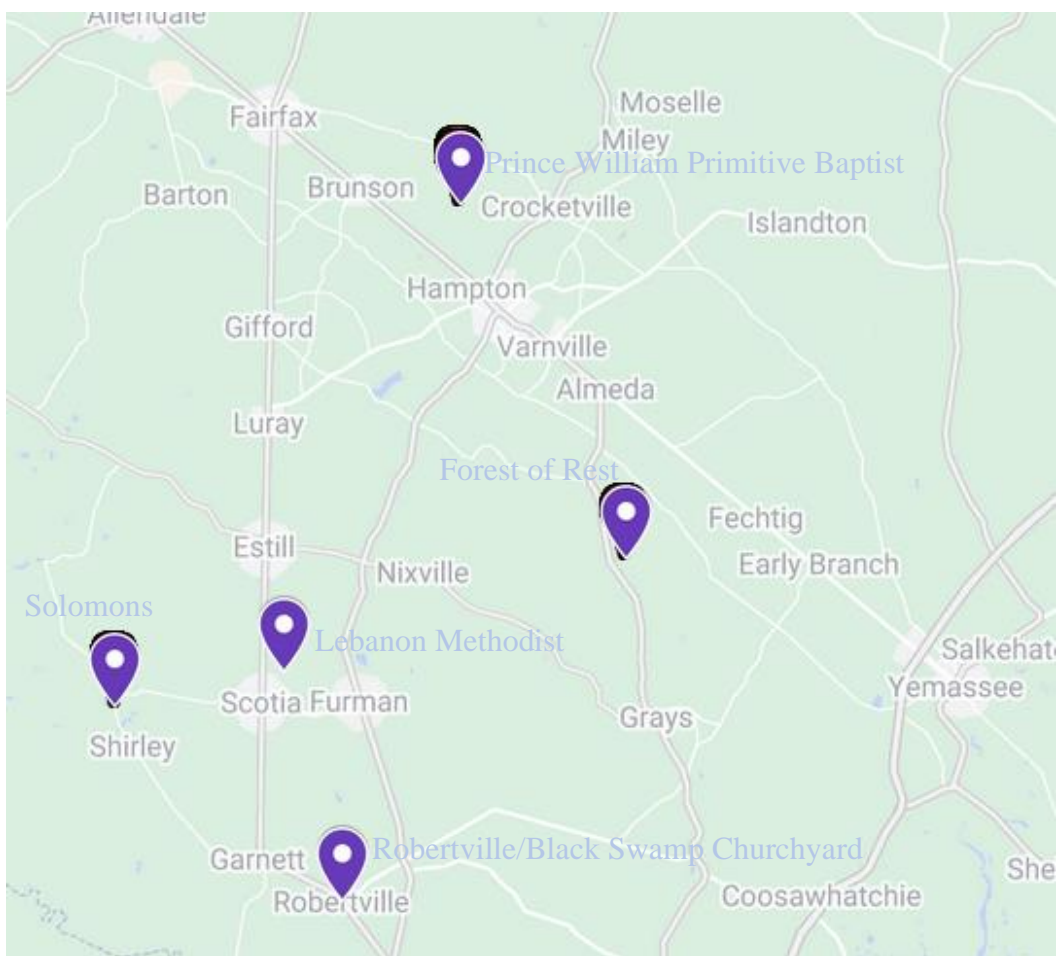 Allendale
Moselle
Fairfax
Miley
Prince William Primitive Baptist
Barton
Brunson
Crocketville
Islandton
Hampton
Gifford
Varnville
Almeda
Luray
Forest of Rest
Fechtig
Estill
Early Branch
Nixville
Solomons
Lebanon Methodist
Salkehatc
Yemassee
Scotia
Furman
Grays
Shirley
Robertville/Black Swamp Churchyard
Garnett
She
Coosawhatchie
Robertville